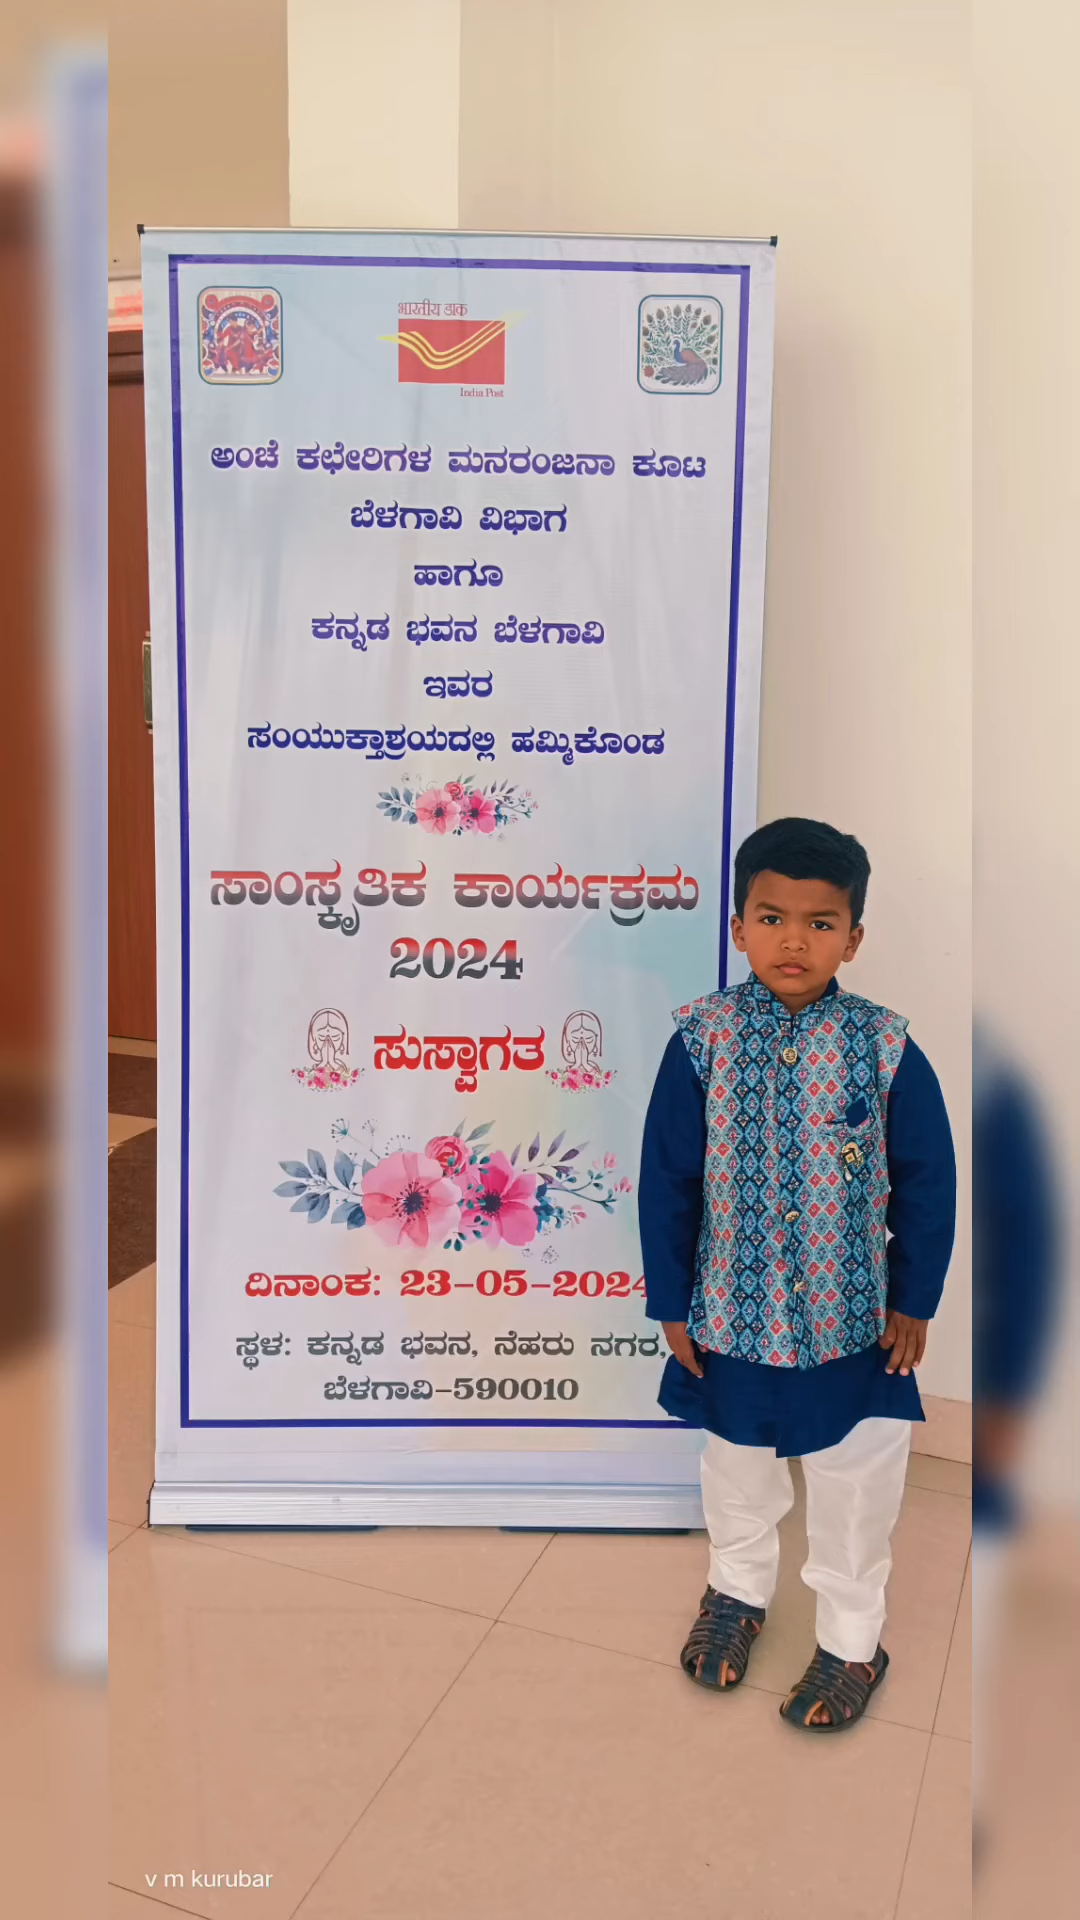 भारतीय डाक
India Post
ಅಂಚೆ ಕಛೇರಿಗಳ ಮನರಂಜನಾ ಕೂಟ
ಬೆಳಗಾವಿ ವಿಭಾಗ
ಹಾಗೂ
ಕನ್ನಡ ಭವನ ಬೆಳಗಾವಿ
ಇವರ
ಸಂಯುಕ್ತಾಶ್ರಯದಲ್ಲಿ ಹಮ್ಮಿಕೊಂಡ
ಸಾಂಸ್ಕೃತಿಕ ಕಾರ್ಯಕ್ರಮ
2024
ಸುಸ್ವಾಗತ
ದಿನಾಂಕ: 23-05-2024
ಸ್ಥಳ: ಕನ್ನಡ ಭವನ, ನೆಹರು ನಗರ,
ಬೆಳಗಾವಿ-590010
v m kurubar